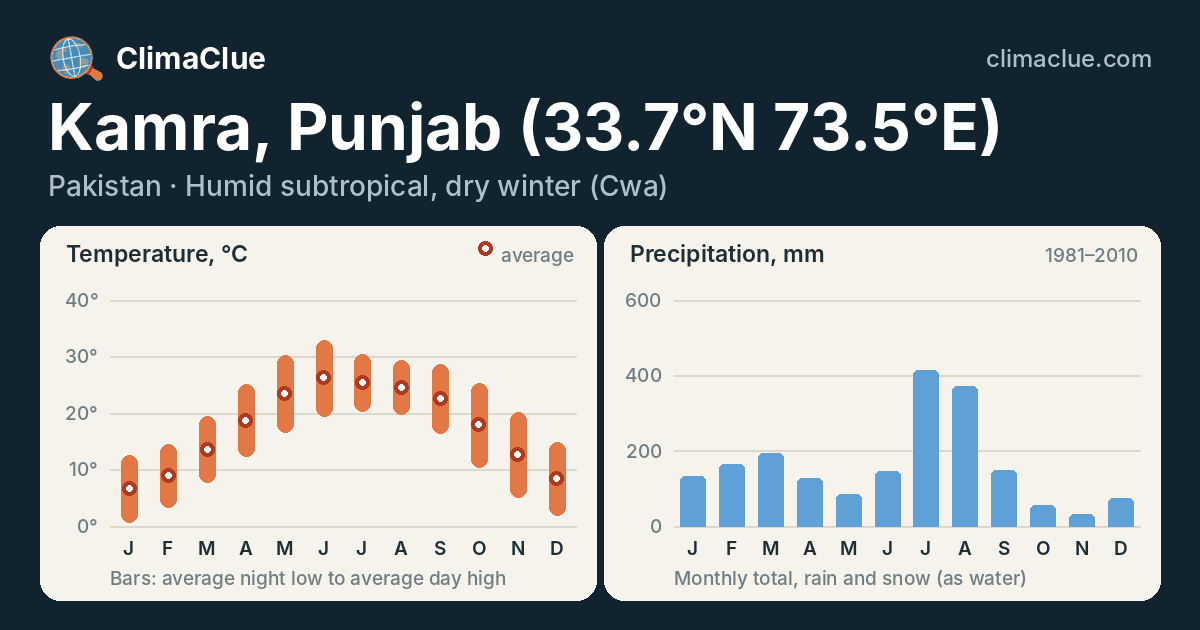 ClimaClue
climaclue.com
Kamra, Punjab (33.7°N 73.5°E)
Pakistan · Humid subtropical, dry winter (Cwa)
Temperature, °C
average
40°
30°
20°
10°
0°
J F M A M J J A S O N D
Bars: average night low to average day high
Precipitation, mm
1981–2010
600
400
200
0
J F M A M J J A S O N D
Monthly total, rain and snow (as water)